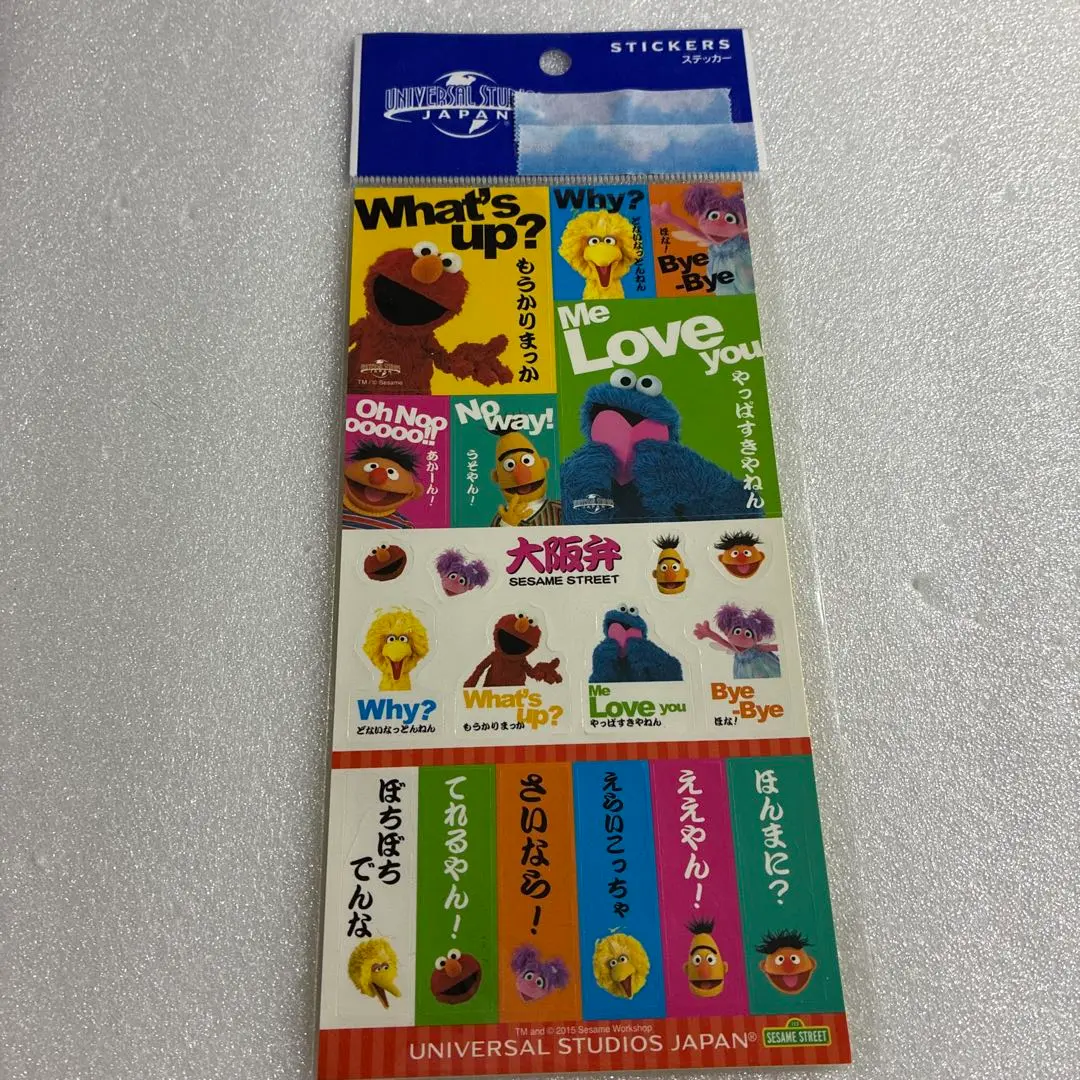 STICKERS
ステッカー
UNIVERSAL STUDIOS
JAPAN
What's
up?
もうかりまっか
TM / © Sesame
Why?
どないなっとんねん
ほな!
Bye
-Bye
Me
Love
you
やっぱすきやねん
Oh Noo
ooooo!!
あかーん!
No
way!
うそやん!
大阪弁
SESAME STREET
Why?
どないなっとんねん
What's
up?
もうかりまっか
Me
Love you
やっぱすきやねん
Bye
-Bye
ほな!
ぼちぼち
でんな
てれるやん!
さいなら!
えらいこっちゃ
ええやん!
ほんまに?
TM and © 2015 Sesame Workshop
UNIVERSAL STUDIOS JAPAN®
123
SESAME STREET